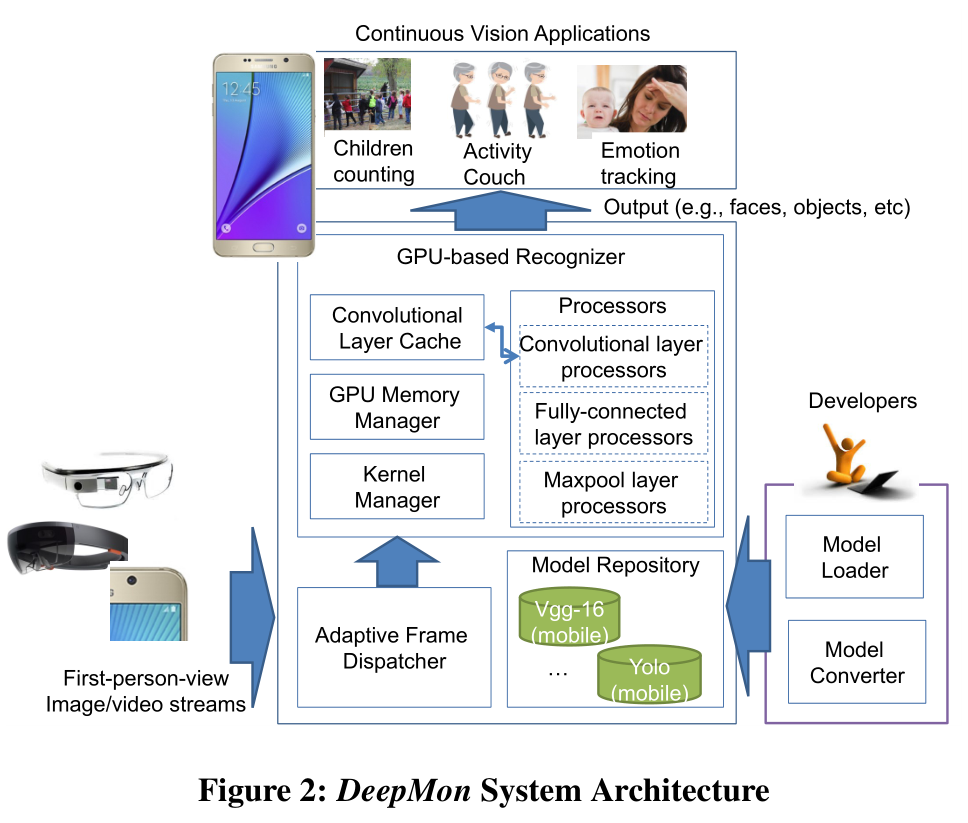 Continuous Vision Applications
SAMSUNG
12:45
Children
counting
Activity
Couch
Emotion
tracking
Output (e.g., faces, objects, etc)
GPU-based Recognizer
Convolutional
Layer Cache
GPU Memory
Manager
Kernel
Manager
Processors
Convolutional layer
processors
Fully-connected
layer processors
Maxpool layer
processors
Developers
Model
Loader
Model
Converter
First-person-view
Image/video streams
Adaptive Frame
Dispatcher
Model Repository
Vgg-16
(mobile)
...
Yolo
(mobile)
Figure 2: DeepMon System Architecture